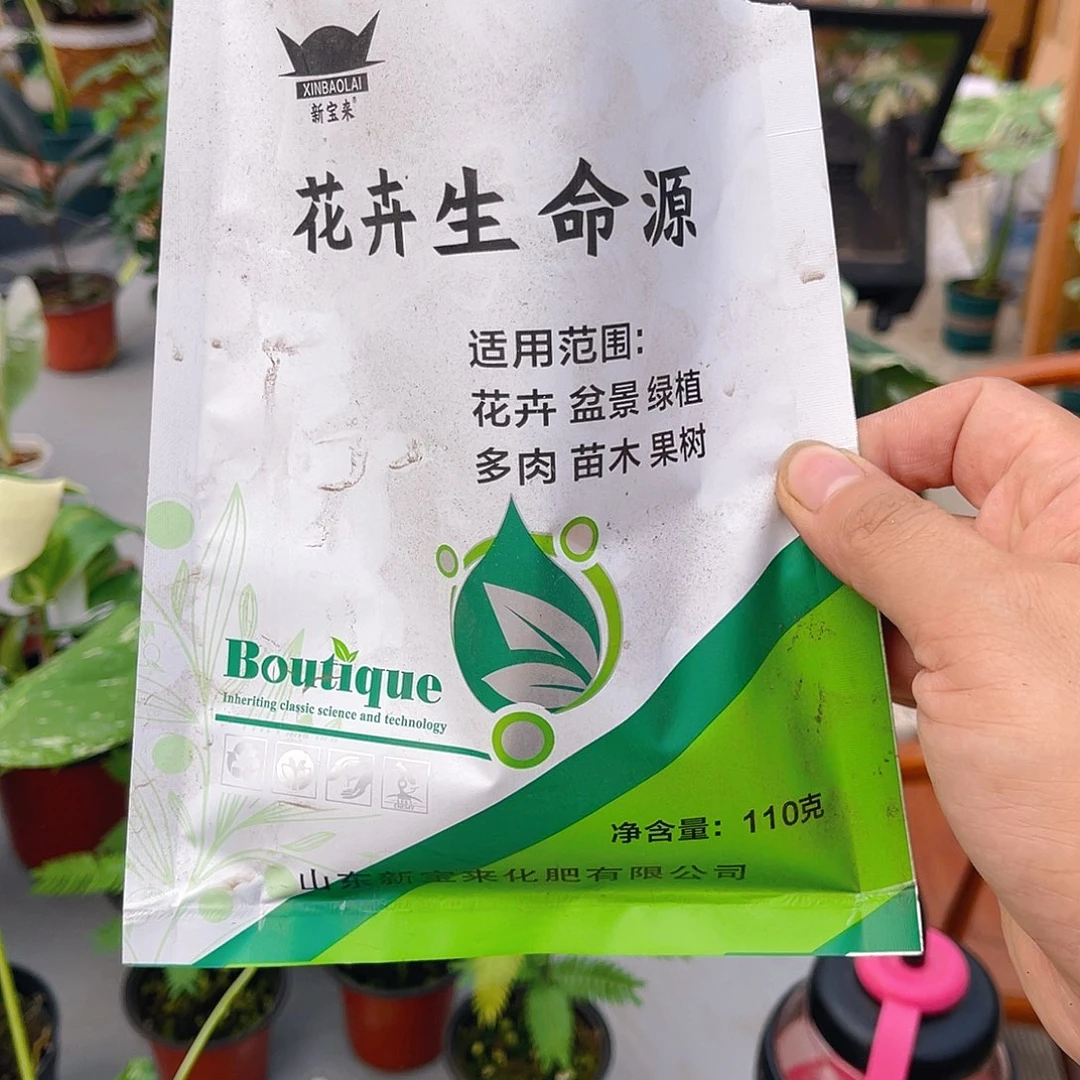 XINBAOLAI
新宝来
花卉生命源
适用范围:
花卉 盆景 绿植
多肉 苗木 果树
Boutique
Inheriting classic science and technology
净含量: 110克
山东新宝来化肥有限公司